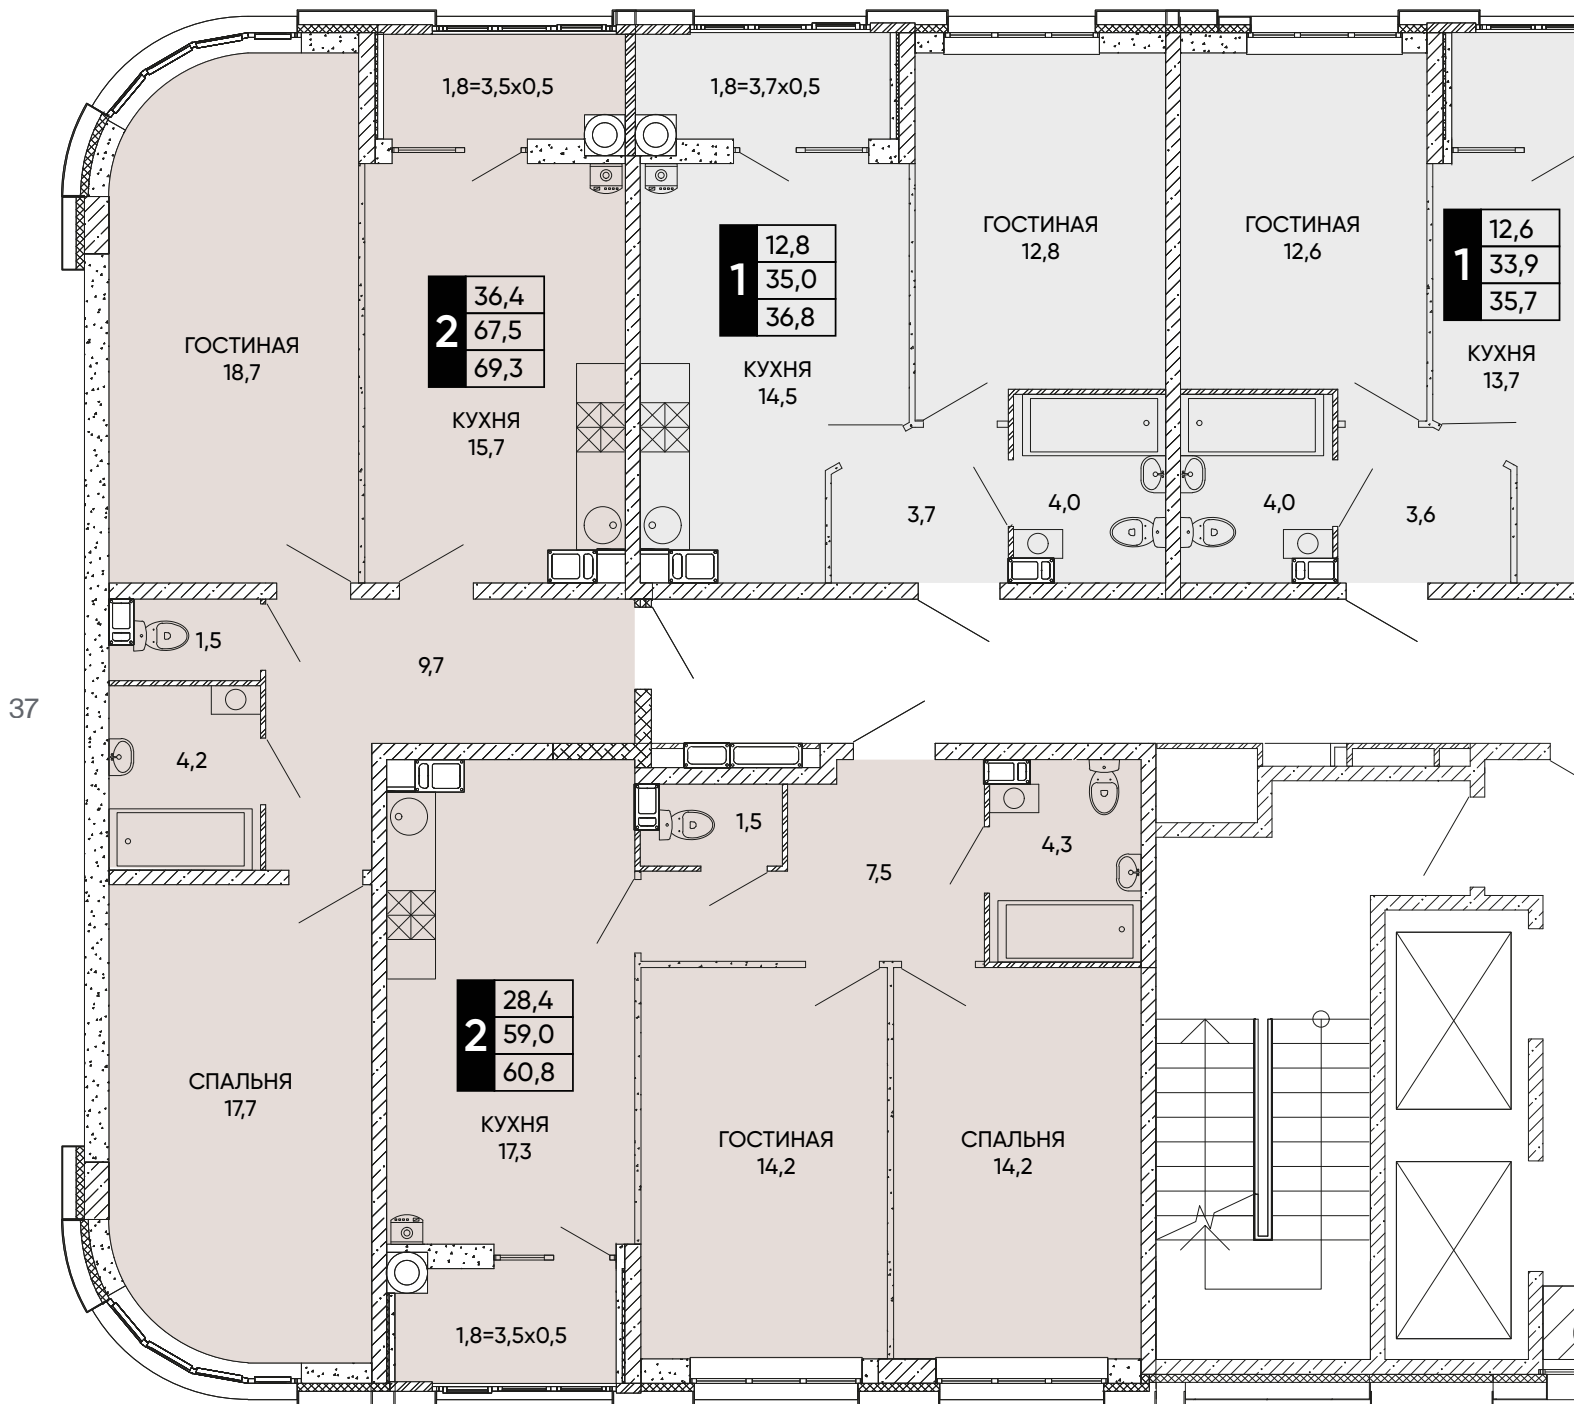 1,8=3,5х0,5
1,8=3,7х0,5
ГОСТИНАЯ
12,8
ГОСТИНАЯ
12,6
1
12,8
35,0
36,8
1
12,6
33,9
35,7
2
36,4
67,5
69,3
ГОСТИНАЯ
18,7
КУХНЯ
15,7
КУХНЯ
14,5
КУХНЯ
13,7
3,7
4,0
4,0
3,6
1,5
9,7
37
4,2
1,5
7,5
4,3
2
28,4
59,0
60,8
СПАЛЬНЯ
17,7
КУХНЯ
17,3
ГОСТИНАЯ
14,2
СПАЛЬНЯ
14,2
1,8=3,5х0,5